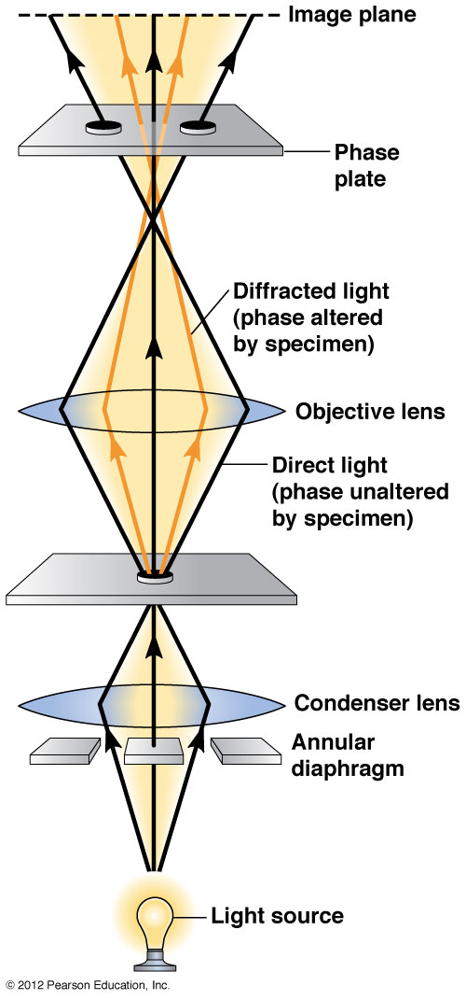 Image plane
Phase
plate
Diffracted light
(phase altered
by specimen)
Objective lens
Direct light
(phase unaltered
by specimen)
Condenser lens
Annular
diaphragm
Light source
© 2012 Pearson Education, Inc.